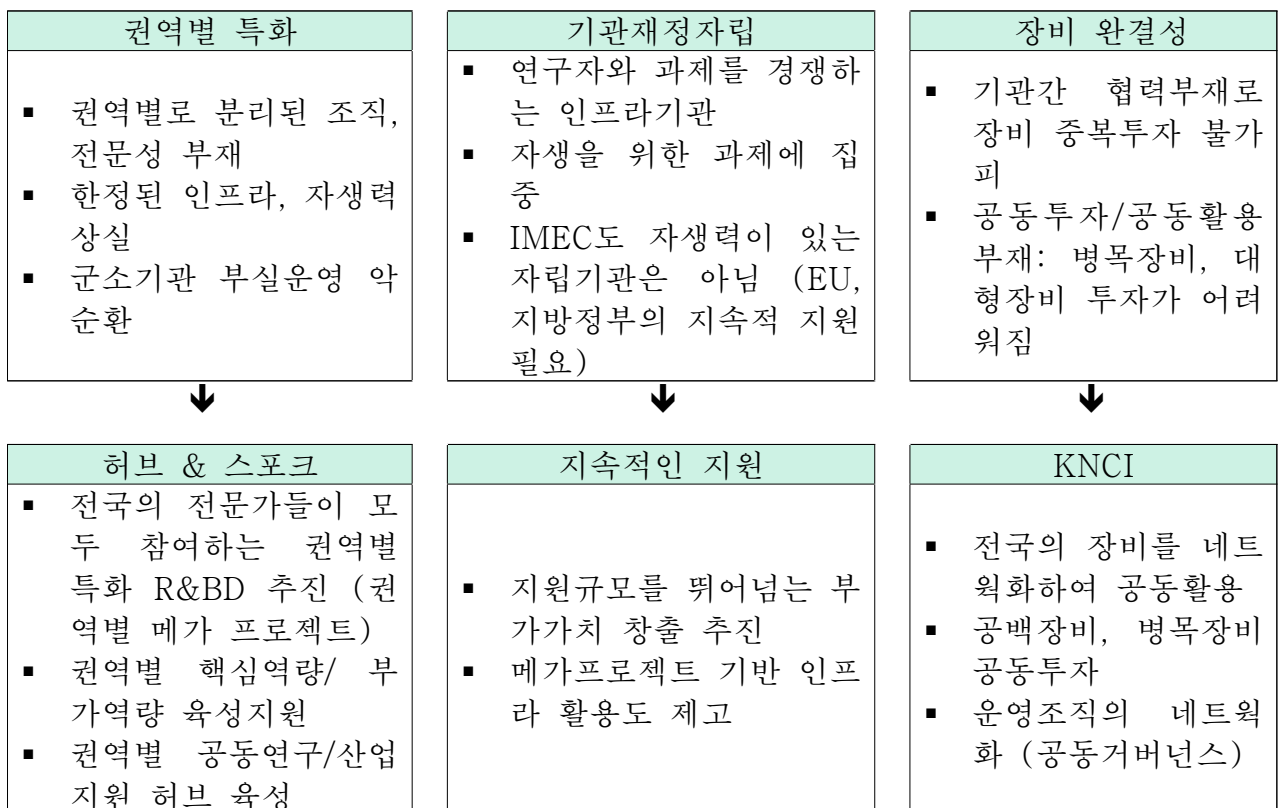 권역별 특화
▪ 권역별로 분리된 조직,
전문성 부재
▪ 한정된 인프라, 자생력
상실
▪ 군소기관 부실운영 악
순환
기관재정자립
▪ 연구자와 과제를 경쟁하
는 인프라기관
▪ 자생을 위한 과제에 집
중
▪ IMEC도 자생력이 있는
자립기관은 아님 (EU,
지방정부의 지속적 지원
필요)
장비 완결성
▪ 기관간 협력부재로
장비 중복투자 불가
피
▪ 공동투자/공동활용
부재: 병목장비, 대
형장비 투자가 어려
워짐
허브 & 스포크
▪ 전국의 전문가들이 모
두 참여하는 권역별
특화 R&BD 추진 (권
역별 메가 프로젝트)
▪ 권역별 핵심역량/ 부
가역량 육성지원
▪ 권역별 공동연구/산업
지원 허브 육성
지속적인 지원
▪ 지원규모를 뛰어넘는 부
가가치 창출 추진
▪ 메가프로젝트 기반 인프
라 활용도 제고
KNCI
▪ 전국의 장비를 네트
웍화하여 공동활용
▪ 공백장비, 병목장비
공동투자
▪ 운영조직의 네트웍
화 (공동거버넌스)